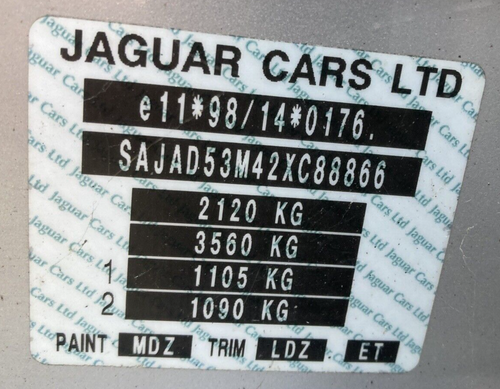 JAGUAR CARS LTD
e11*98/14*0176.
SAJAD53M42XC88866
2120 KG
3560 KG
1 1105 KG
2 1090 KG
PAINT MDZ TRIM LDZ ET